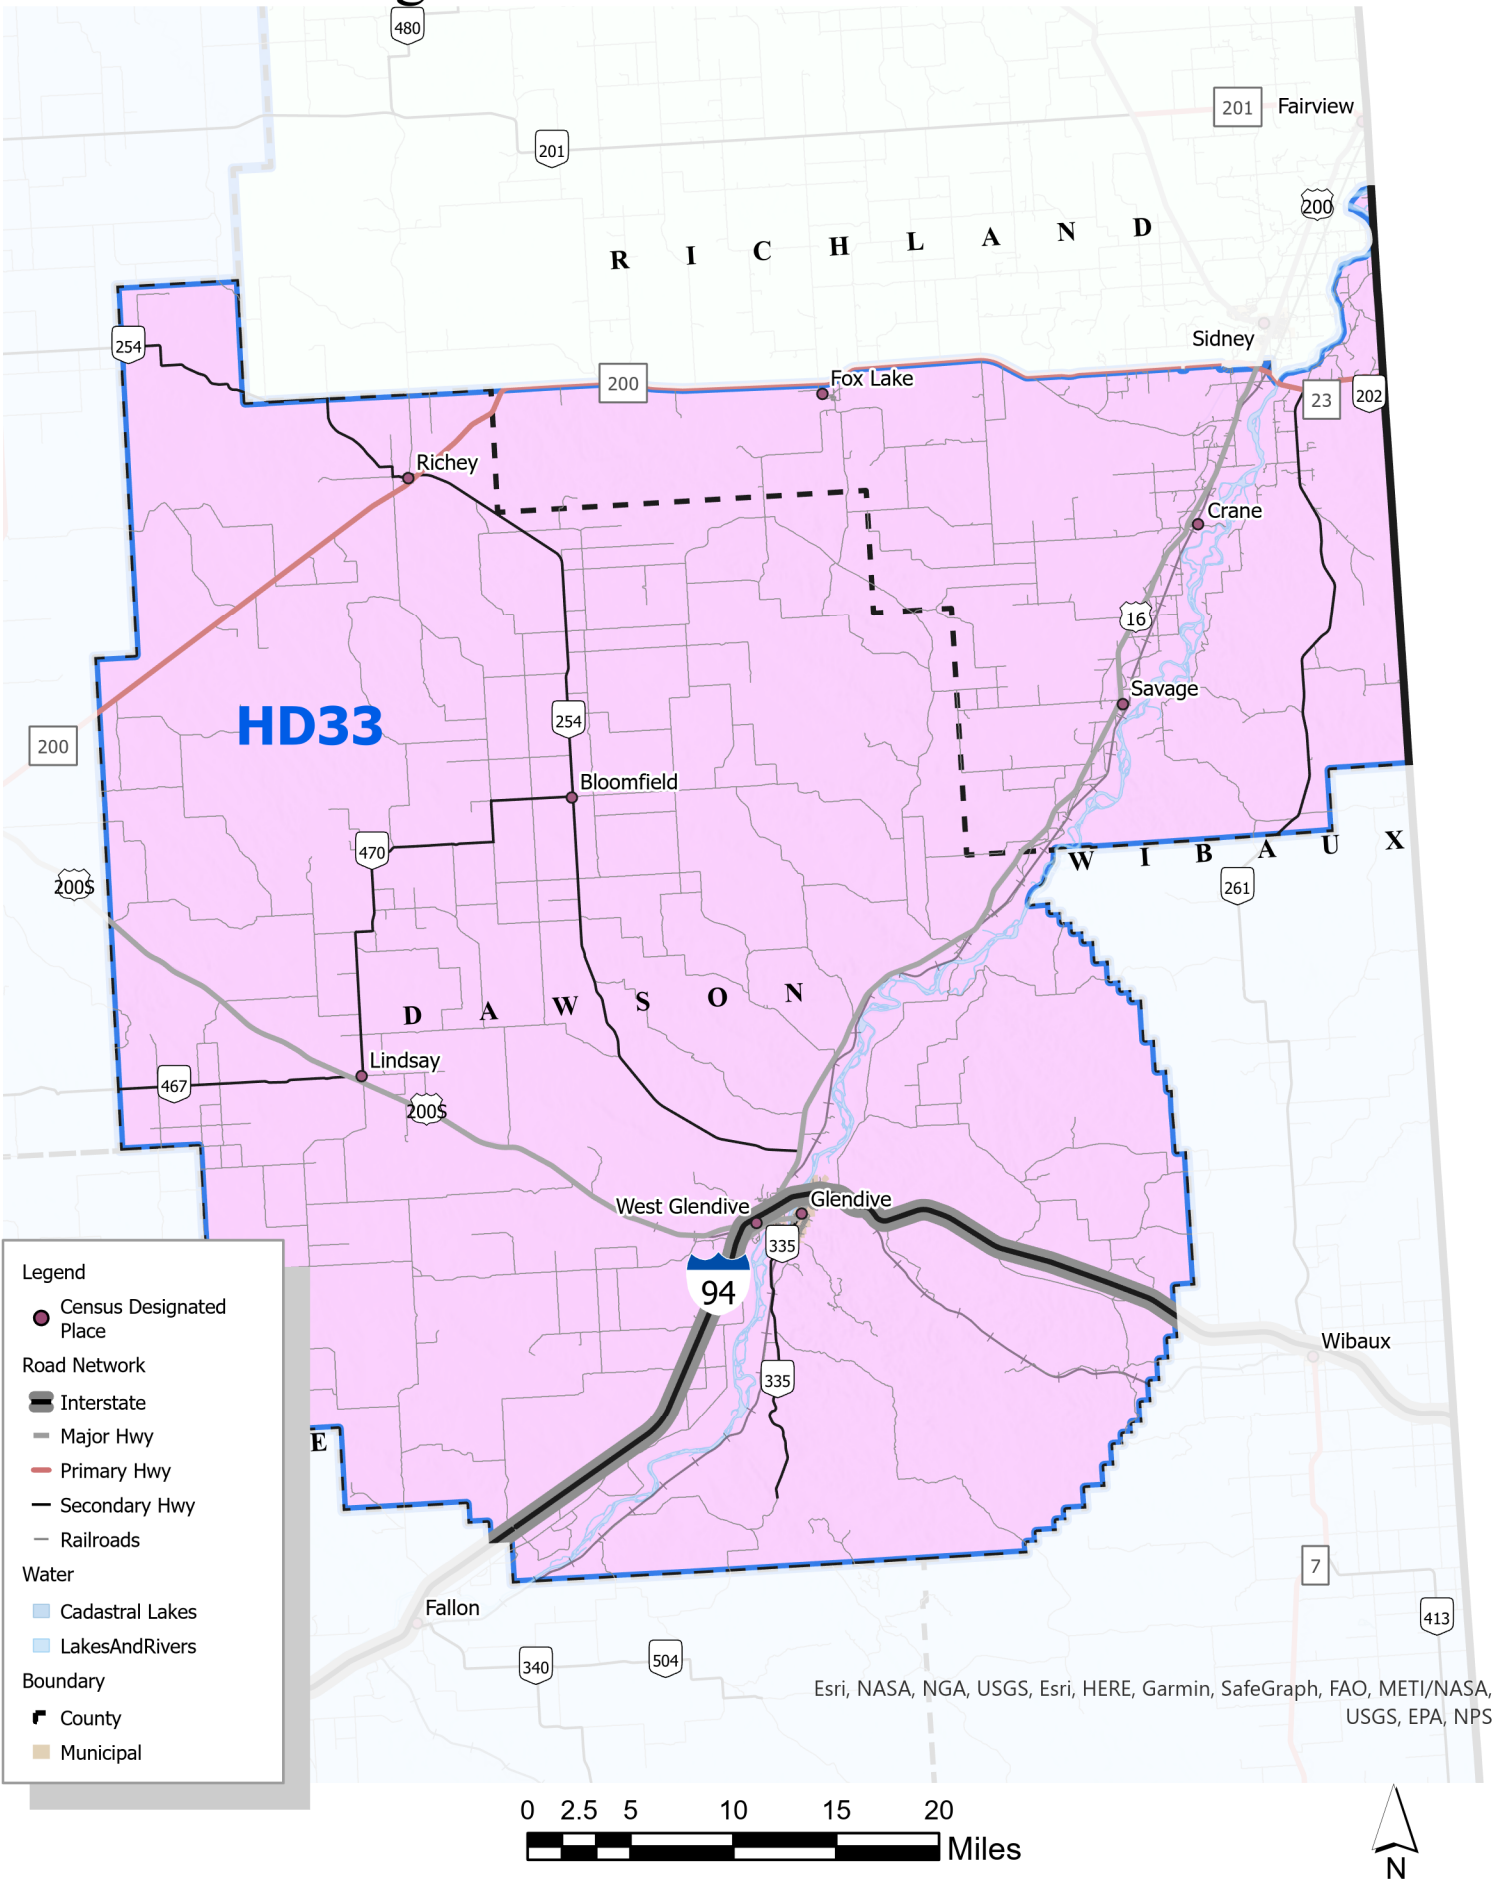 480
201
Fairview
201
200
R I C H L A N D
Sidney
254
200
Fox Lake
23
202
Richey
Crane
16
Savage
HD33
254
200
Bloomfield
470
W I B A U X
200S
261
D A W S O N
Lindsay
467
200S
West Glendive
Glendive
335
94
Wibaux
335
E
Legend
Census Designated
Place
Road Network
Interstate
Major Hwy
Primary Hwy
Secondary Hwy
Railroads
Water
Cadastral Lakes
LakesAndRivers
Boundary
County
Municipal
7
Fallon
413
340
504
Esri, NASA, NGA, USGS, Esri, HERE, Garmin, SafeGraph, FAO, METI/NASA,
USGS, EPA, NPS
0 2.5 5 10 15 20
Miles
N